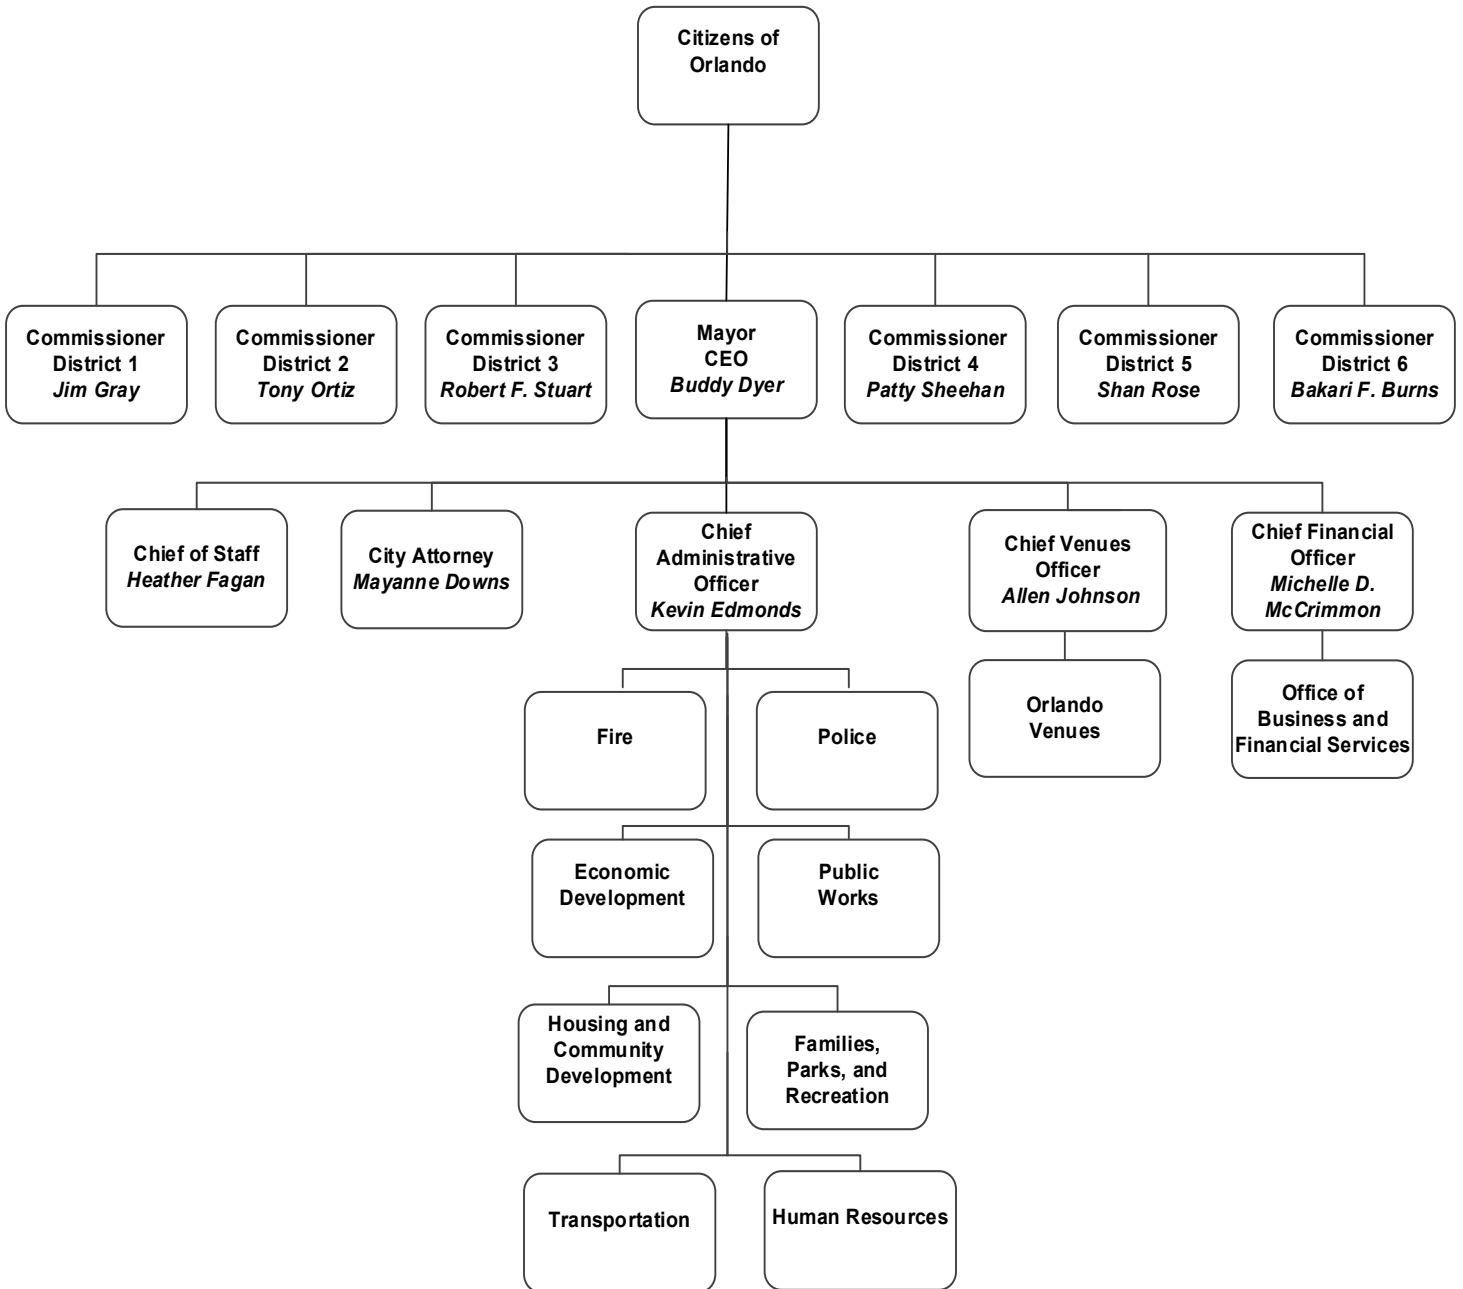 Citizens of
Orlando
Commissioner
District 1
Jim Gray
Commissioner
District 2
Tony Ortiz
Commissioner
District 3
Robert F. Stuart
Mayor
CEO
Buddy Dyer
Commissioner
District 4
Patty Sheehan
Commissioner
District 5
Shan Rose
Commissioner
District 6
Bakari F. Burns
Chief of Staff
Heather Fagan
City Attorney
Mayanne Downs
Chief
Administrative
Officer
Kevin Edmonds
Chief Venues
Officer
Allen Johnson
Chief Financial
Officer
Michelle D.
McCrimmon
Fire
Police
Orlando
Venues
Office of
Business and
Financial Services
Economic
Development
Public
Works
Housing and
Community
Development
Families,
Parks, and
Recreation
Transportation
Human Resources